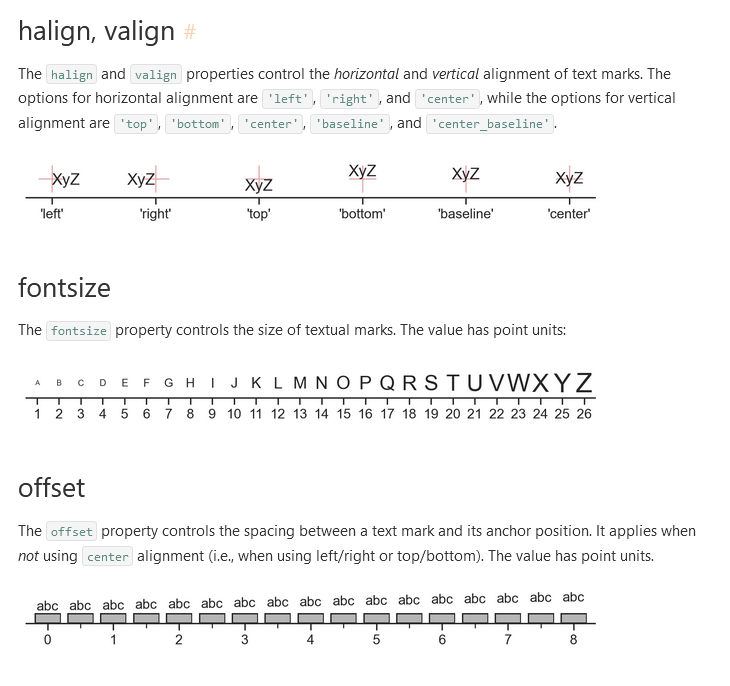 halign, valign #
The halign and valign properties control the horizontal and vertical alignment of text marks. The
options for horizontal alignment are 'left', 'right', and 'center', while the options for vertical
alignment are 'top', 'bottom', 'center', 'baseline', and 'center_baseline'.
XyZ XyZ XyZ XyZ XyZ XyZ
'left' 'right' 'top' 'bottom' 'baseline' 'center'
fontsize
The fontsize property controls the size of textual marks. The value has point units:
A B C D E F G H I J K L M N O P Q R S T U V W X Y Z
1 2 3 4 5 6 7 8 9 10 11 12 13 14 15 16 17 18 19 20 21 22 23 24 25 26
offset
The offset property controls the spacing between a text mark and its anchor position. It applies when
not using center alignment (i.e., when using left/right or top/bottom). The value has point units.
abc abc abc abc abc abc abc abc abc abc abc abc abc abc abc abc abc
0 1 2 3 4 5 6 7 8